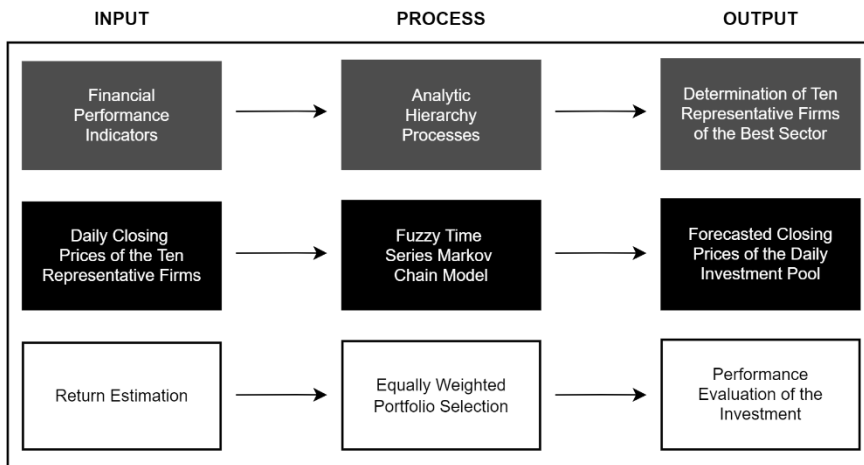 INPUT
PROCESS
OUTPUT
Financial
Performance
Indicators
Analytic
Hierarchy
Processes
Determination of Ten
Representative Firms
of the Best Sector
Daily Closing
Prices of the Ten
Representative Firms
Fuzzy Time
Series Markov
Chain Model
Forecasted Closing
Prices of the Daily
Investment Pool
Return Estimation
Equally Weighted
Portfolio Selection
Performance
Evaluation of the
Investment